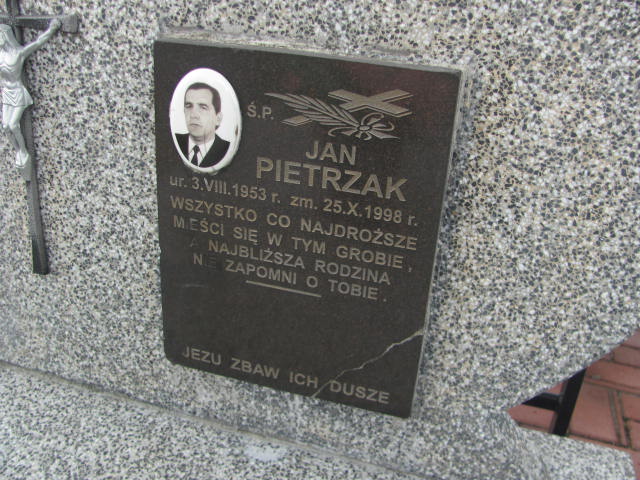 Ś.P.
JAN
PIETRZAK
ur. 3.VIII.1953 r. zm. 25.X.1998 r.
WSZYSTKO CO NAJDROŻSZE
MIEŚCI SIĘ W TYM GROBIE,
A NAJBLIŻSZA RODZINA
NIE ZAPOMNI O TOBIE.
JEZU ZBAW ICH DUSZE